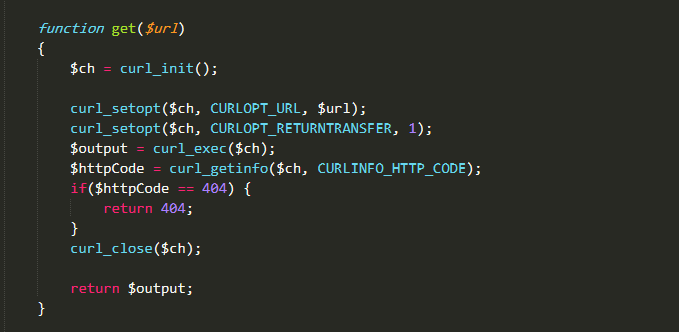 function get($url)
{
$ch = curl_init();
curl_setopt($ch, CURLOPT_URL, $url);
curl_setopt($ch, CURLOPT_RETURNTRANSFER, 1);
$output = curl_exec($ch);
$httpCode = curl_getinfo($ch, CURLINFO_HTTP_CODE);
if($httpCode == 404) {
return 404;
}
curl_close($ch);
return $output;
}